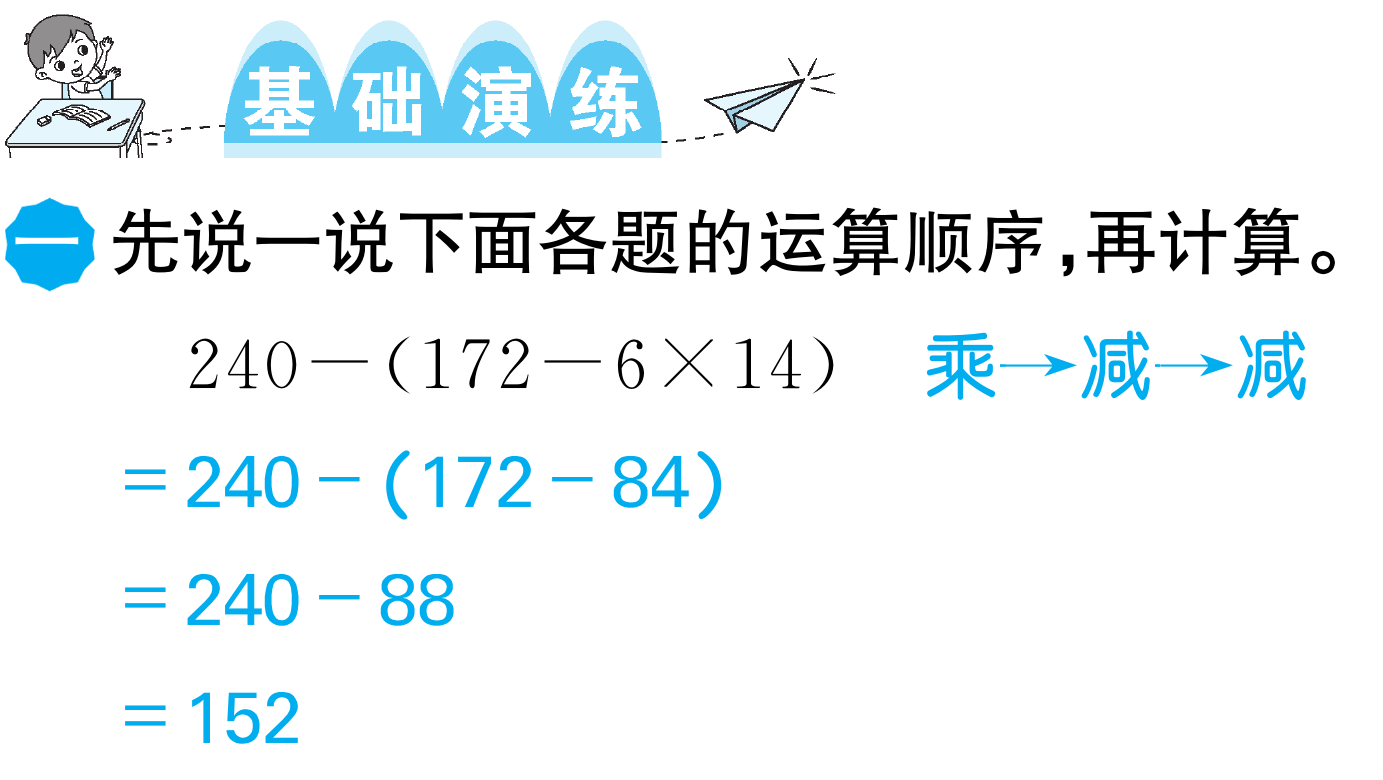 基础演练
一 先说一说下面各题的运算顺序,再计算。
240-(172-6×14) 乘→减→减
=240-(172-84)
=240-88
=152